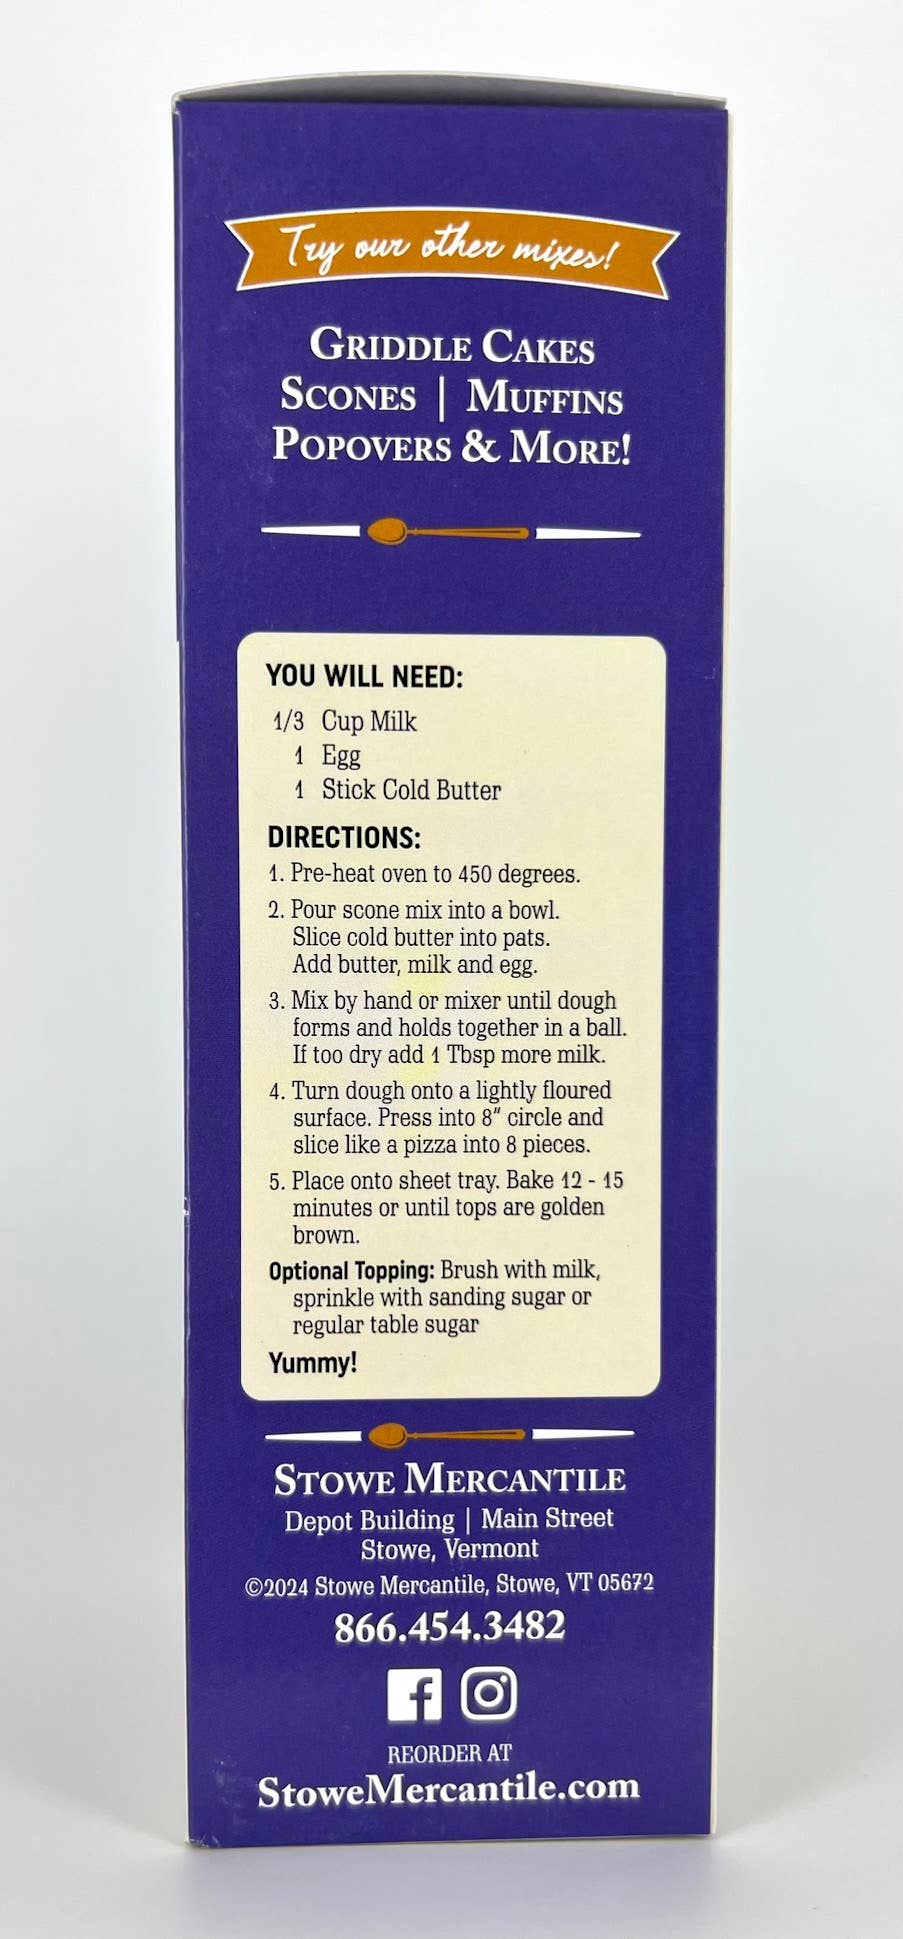 Try our other mixes!
GRIDDLE CAKES
SCONES | MUFFINS
POPOVERS & MORE!
YOU WILL NEED:
1/3 Cup Milk
1 Egg
1 Stick Cold Butter
DIRECTIONS:
1. Pre-heat oven to 450 degrees.
2. Pour scone mix into a bowl.
Slice cold butter into pats.
Add butter, milk and egg.
3. Mix by hand or mixer until dough
forms and holds together in a ball.
If too dry add 1 Tbsp more milk.
4. Turn dough onto a lightly floured
surface. Press into 8" circle and
slice like a pizza into 8 pieces.
5. Place onto sheet tray. Bake 12 - 15
minutes or until tops are golden
brown.
Optional Topping: Brush with milk,
sprinkle with sanding sugar or
regular table sugar
Yummy!
STOWE MERCANTILE
Depot Building | Main Street
Stowe, Vermont
©2024 Stowe Mercantile, Stowe, VT 05672
866.454.3482
REORDER AT
StoweMercantile.com